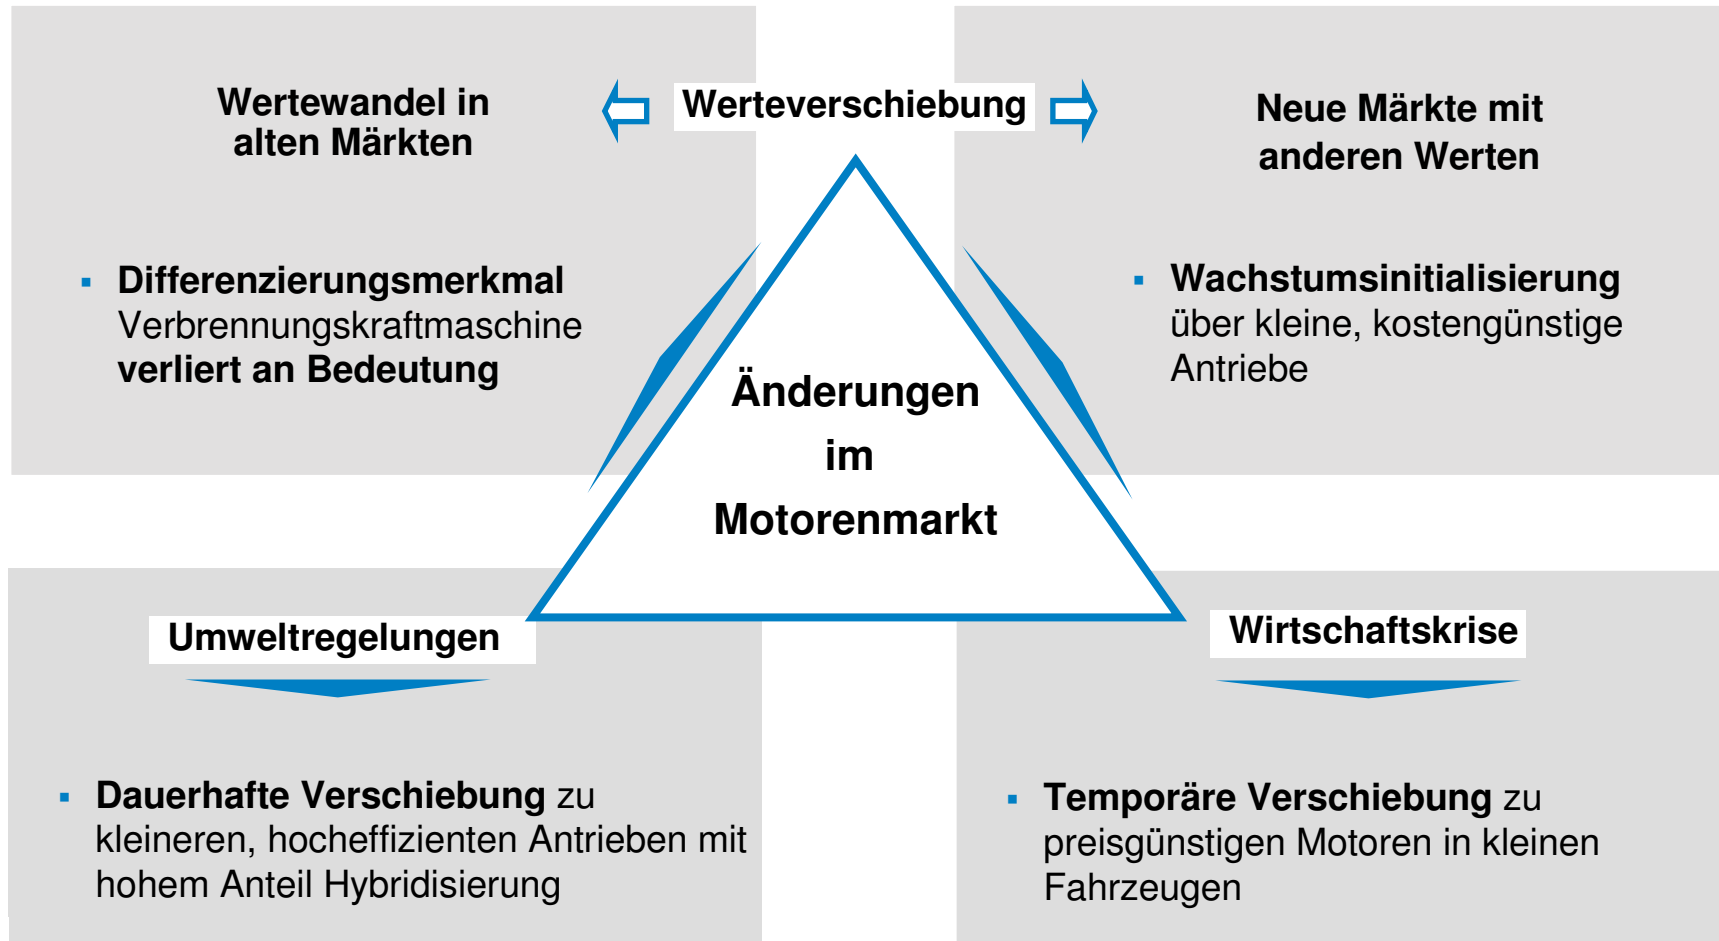 Wertewandel in
alten Märkten
Werteverschiebung
Neue Märkte mit
anderen Werten
▪ Differenzierungsmerkmal
Verbrennungskraftmaschine
verliert an Bedeutung
▪ Wachstumsinitialisierung
über kleine, kostengünstige
Antriebe
Änderungen
im
Motorenmarkt
Umweltregelungen
▪ Dauerhafte Verschiebung zu
kleineren, hocheffizienten Antrieben mit
hohem Anteil Hybridisierung
Wirtschaftskrise
▪ Temporäre Verschiebung zu
preisgünstigen Motoren in kleinen
Fahrzeugen